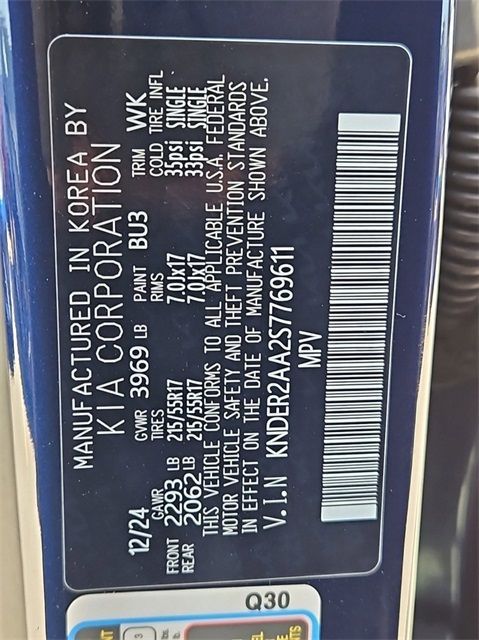 MANUFACTURED IN KOREA BY
KIA CORPORATION
12/24 GVWR 3969 LB PAINT BU3 TRIM WK
GAWR TIRES RIMS COLD TIRE INFL
FRONT 2293 LB 215/55R17 7.0Jx17 35psi SINGLE
REAR 2062 LB 215/55R17 7.0Jx17 33psi SINGLE
THIS VEHICLE CONFORMS TO ALL APPLICABLE U.S.A. FEDERAL
MOTOR VEHICLE SAFETY AND THEFT PREVENTION STANDARDS
IN EFFECT ON THE DATE OF MANUFACTURE SHOWN ABOVE.
V.I.N KNDER2AA2S7769611
MPV
Q30